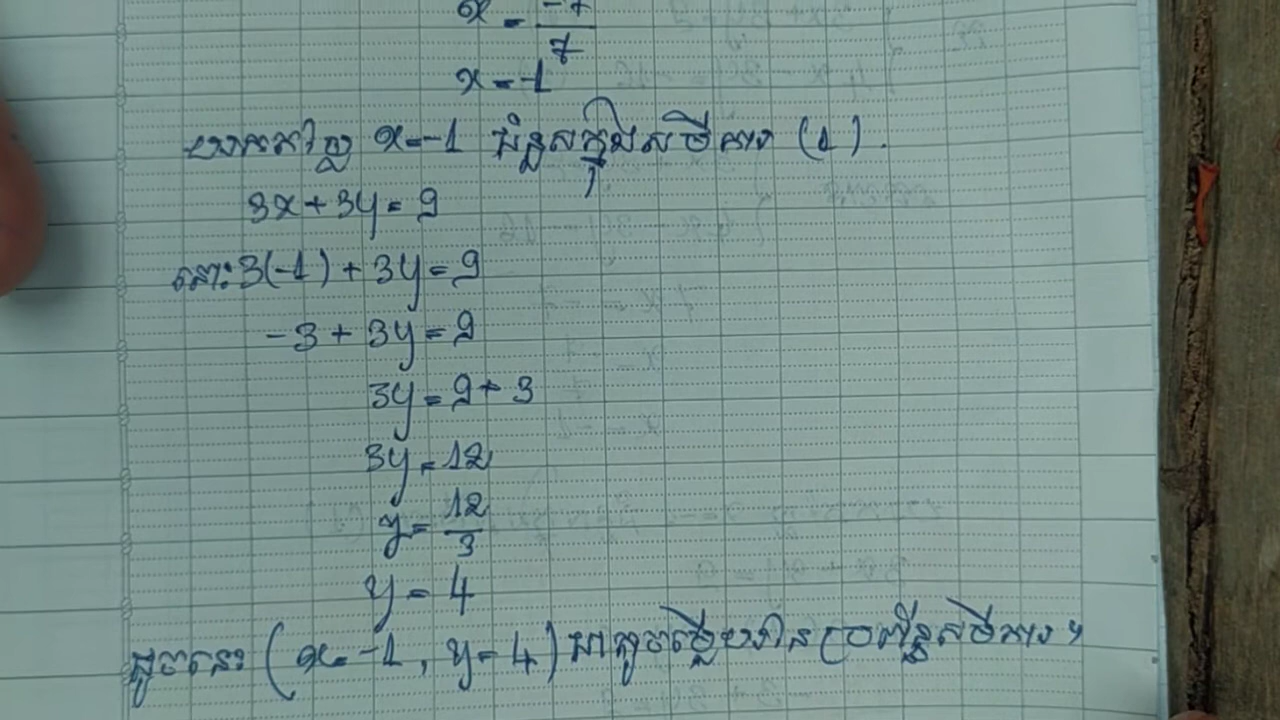 x = -7/7
x = -1
យកតម្លៃ x = -1 ជំនួសក្នុងសមីការ (1).
3x + 3y = 9
នោះ: 3(-1) + 3y = 9
-3 + 3y = 9
3y = 9 + 3
3y = 12
y = 12/3
y = 4
ដូចនេះ (x = -1, y = 4) ជាគូចម្លើយនៃប្រព័ន្ធសមីការ ។